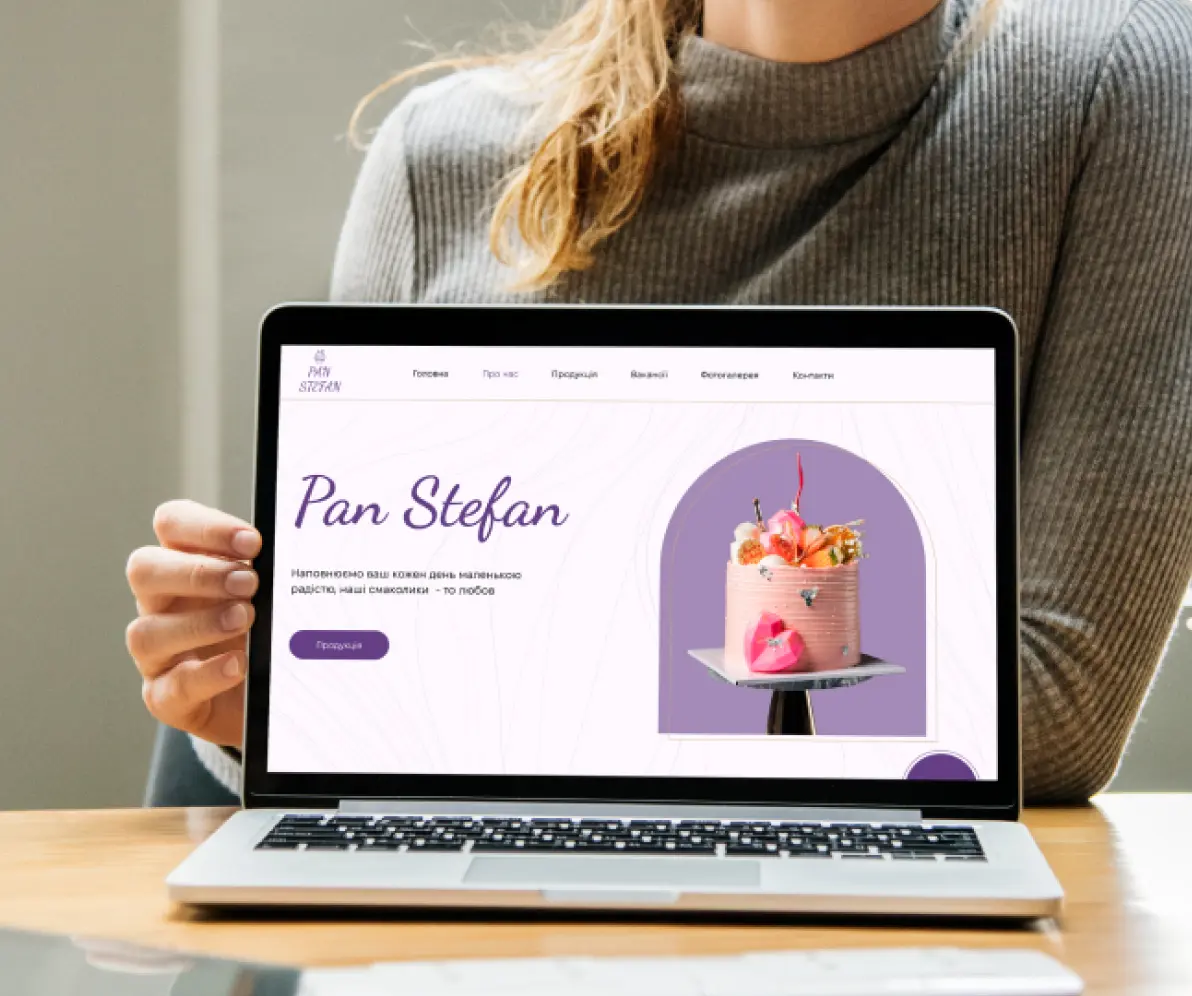 PAN
STEFAN
Головна Про нас Продукція Вакансії Фотогалерея Контакти
Pan Stefan
Наповнюємо ваш кожен день маленькою
радістю, наші смаколики - то любов
Продукція